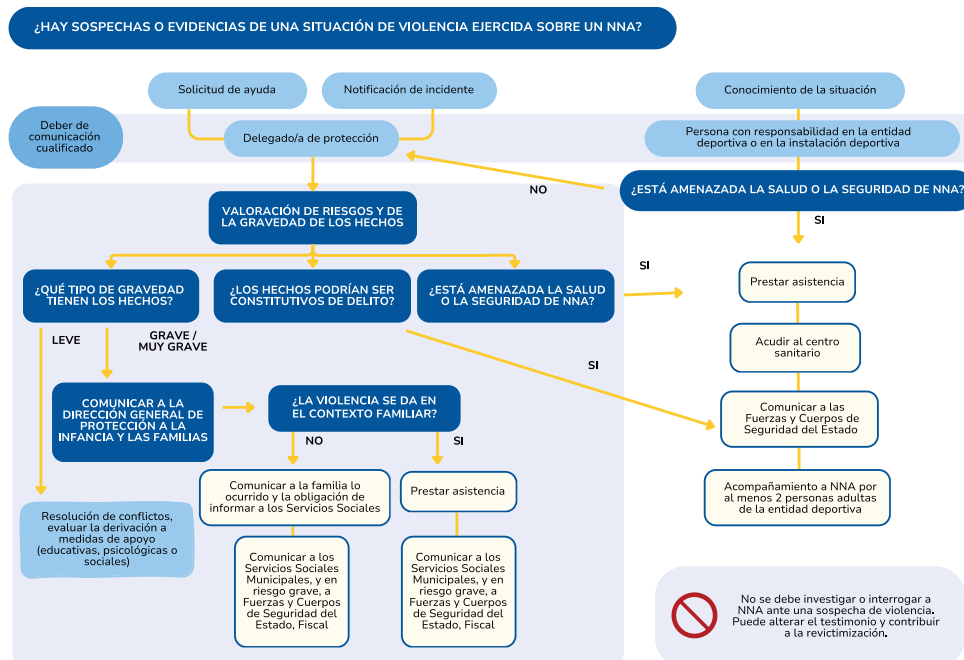 ¿HAY SOSPECHAS O EVIDENCIAS DE UNA SITUACIÓN DE VIOLENCIA EJERCIDA SOBRE UN NNA?
Solicitud de ayuda
Notificación de incidente
Conocimiento de la situación
Deber de
comunicación
cualificado
Delegado/a de protección
Persona con responsabilidad en la entidad
deportiva o en la instalación deportiva
NO
¿ESTÁ AMENAZADA LA SALUD O LA SEGURIDAD DE NNA?
SI
VALORACIÓN DE RIESGOS Y DE
LA GRAVEDAD DE LOS HECHOS
¿QUÉ TIPO DE GRAVEDAD
TIENEN LOS HECHOS?
¿LOS HECHOS PODRÍAN SER
CONSTITUTIVOS DE DELITO?
¿ESTÁ AMENAZADA LA SALUD
O LA SEGURIDAD DE NNA?
SI
Prestar asistencia
LEVE
GRAVE /
MUY GRAVE
SI
Acudir al centro
sanitario
COMUNICAR A LA
DIRECCIÓN GENERAL DE
PROTECCIÓN A LA
INFANCIA Y LAS FAMILIAS
¿LA VIOLENCIA SE DA EN
EL CONTEXTO FAMILIAR?
Comunicar a las
Fuerzas y Cuerpos de
Seguridad del Estado
NO
SI
Comunicar a la familia lo
ocurrido y la obligación de
informar a los Servicios Sociales
Prestar asistencia
Acompañamiento a NNA por
al menos 2 personas adultas
de la entidad deportiva
Resolución de conflictos,
evaluar la derivación a
medidas de apoyo
(educativas, psicológicas o
sociales)
Comunicar a los
Servicios Sociales
Municipales, y en
riesgo grave, a
Fuerzas y Cuerpos
de Seguridad del
Estado, Fiscal
Comunicar a los
Servicios Sociales
Municipales, y en
riesgo grave, a
Fuerzas y Cuerpos
de Seguridad del
Estado, Fiscal
No se debe investigar o interrogar a
NNA ante una sospecha de violencia.
Puede alterar el testimonio y contribuir
a la revictimización.